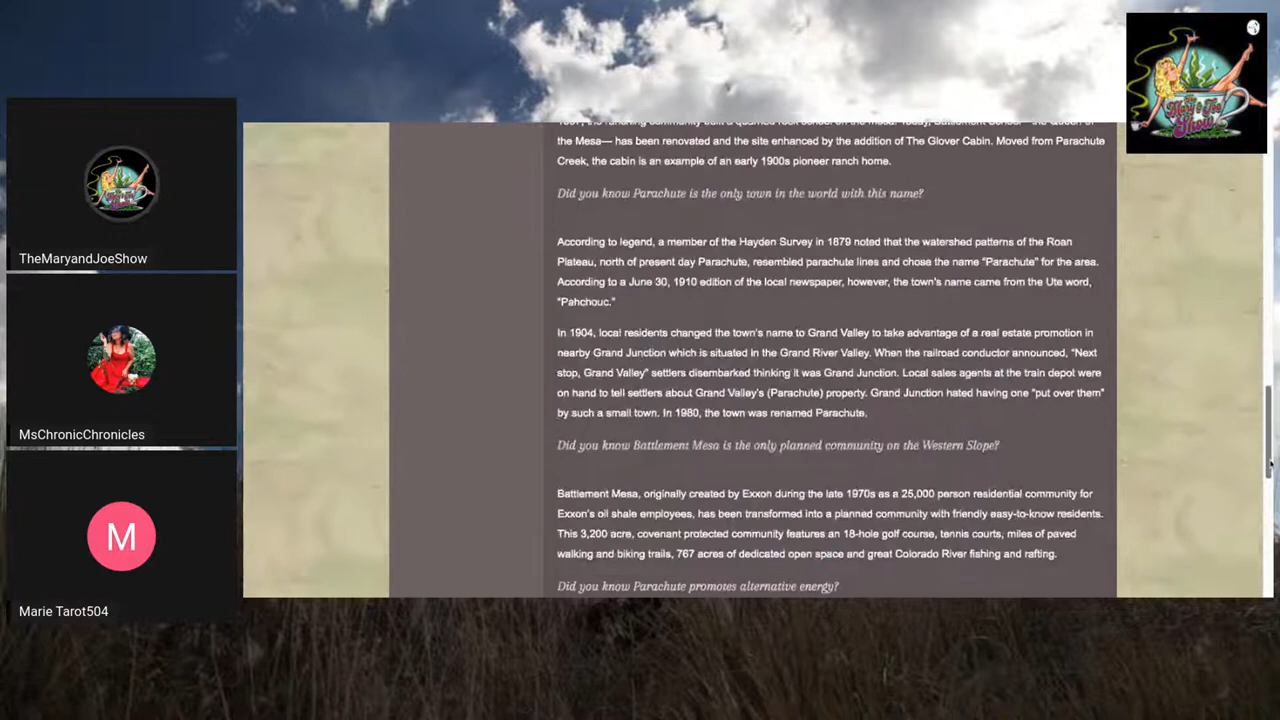 TheMaryandJoeShow
MsChronicChronicles
M
Marie Tarot504
The
Mary & Joe
Show
the Mesa— has been renovated and the site enhanced by the addition of The Glover Cabin. Moved from Parachute
Creek, the cabin is an example of an early 1900s pioneer ranch home.
Did you know Parachute is the only town in the world with this name?
According to legend, a member of the Hayden Survey in 1879 noted that the watershed patterns of the Roan
Plateau, north of present day Parachute, resembled parachute lines and chose the name “Parachute” for the area.
According to a June 30, 1910 edition of the local newspaper, however, the town’s name came from the Ute word,
“Pahchouc.”
In 1904, local residents changed the town’s name to Grand Valley to take advantage of a real estate promotion in
nearby Grand Junction which is situated in the Grand River Valley. When the railroad conductor announced, “Next
stop, Grand Valley” settlers disembarked thinking it was Grand Junction. Local sales agents at the train depot were
on hand to tell settlers about Grand Valley’s (Parachute) property. Grand Junction hated having one “put over them”
by such a small town. In 1980, the town was renamed Parachute.
Did you know Battlement Mesa is the only planned community on the Western Slope?
Battlement Mesa, originally created by Exxon during the late 1970s as a 25,000 person residential community for
Exxon’s oil shale employees, has been transformed into a planned community with friendly easy-to-know residents.
This 3,200 acre, covenant protected community features an 18-hole golf course, tennis courts, miles of paved
walking and biking trails, 767 acres of dedicated open space and great Colorado River fishing and rafting.
Did you know Parachute promotes alternative energy?